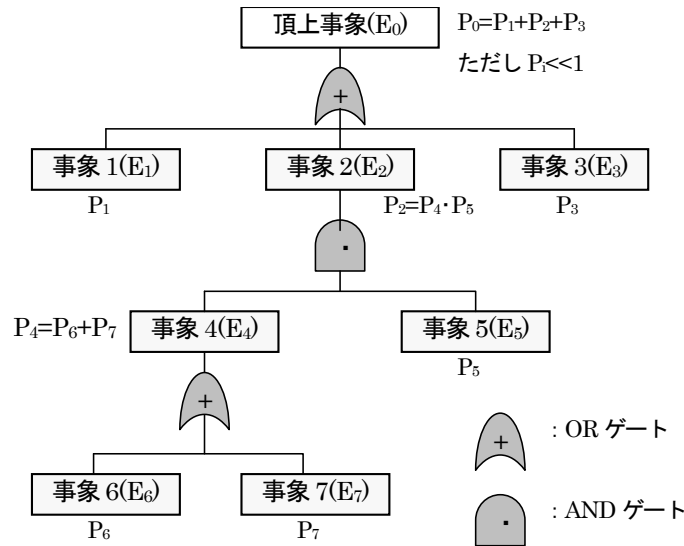 頂上事象(E₀)
P₀=P₁+P₂+P₃
ただし Pᵢ<<1
+
事象 1(E₁)
事象 2(E₂)
事象 3(E₃)
P₁
P₂=P₄·P₅
P₃
·
P₄=P₆+P₇
事象 4(E₄)
事象 5(E₅)
P₅
+
+
: OR ゲート
事象 6(E₆)
事象 7(E₇)
P₆
P₇
·
: AND ゲート